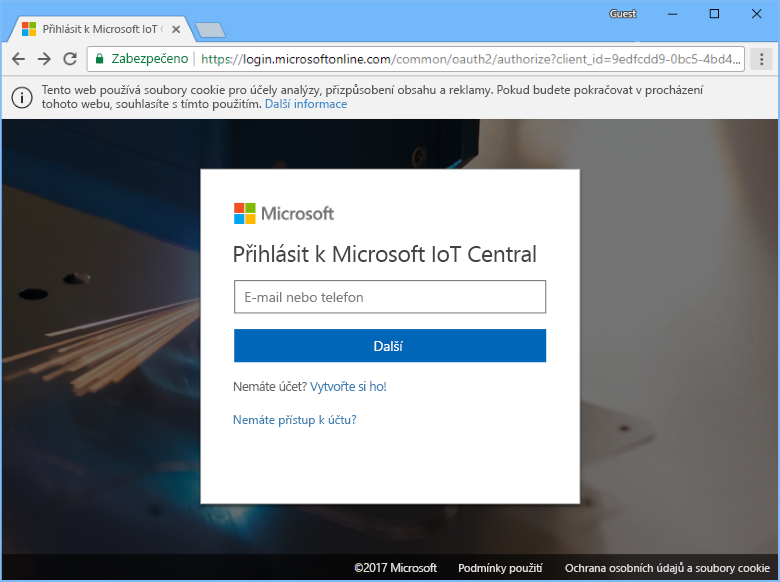 Guest
Přihlásit k Microsoft IoT C
Zabezpečeno
https://login.microsoftonline.com/common/oauth2/authorize?client_id=9edfcdd9-0bc5-4bd4...
Tento web používá soubory cookie pro účely analýzy, přizpůsobení obsahu a reklamy. Pokud budete pokračovat v procházení
tohoto webu, souhlasíte s tímto použitím. Další informace
Microsoft
Přihlásit k Microsoft IoT Central
E-mail nebo telefon
Další
Nemáte účet? Vytvořte si ho!
Nemáte přístup k účtu?
©2017 Microsoft Podmínky použití Ochrana osobních údajů a soubory cookie